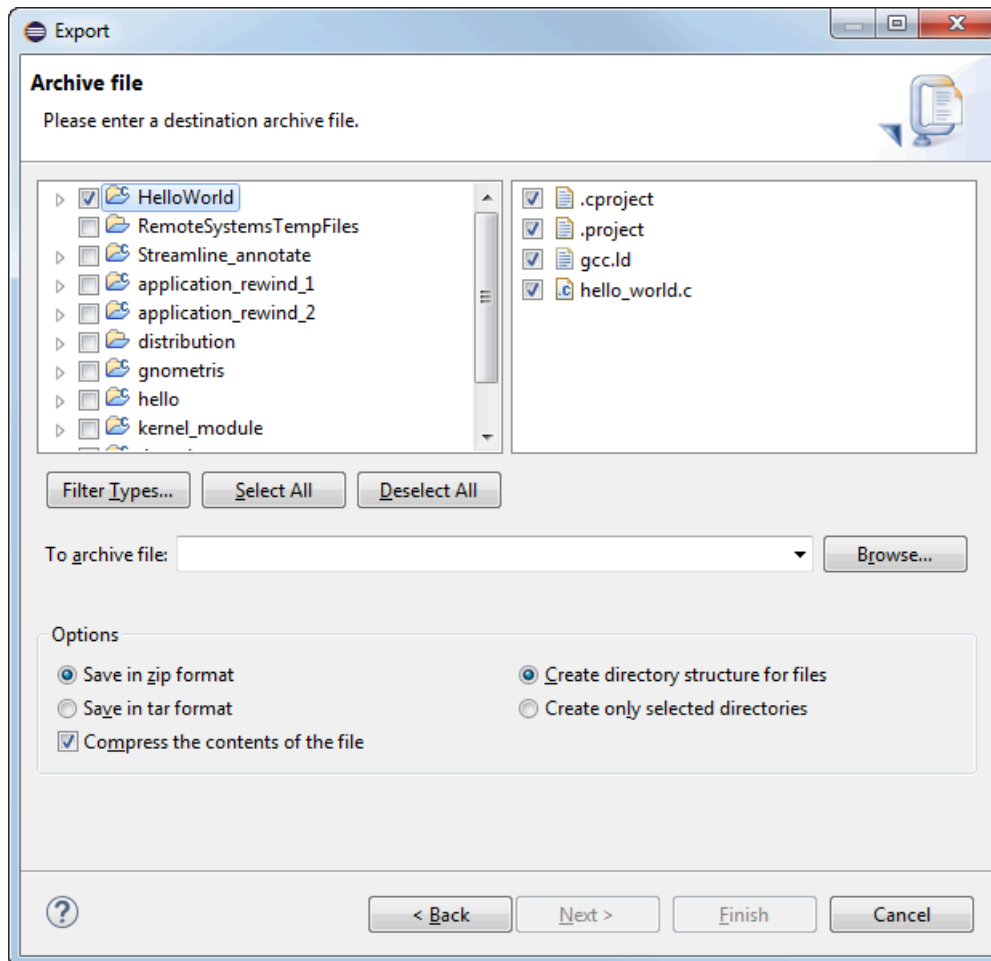 Export
Archive file
Please enter a destination archive file.
HelloWorld
RemoteSystemsTempFiles
Streamline_annotate
application_rewind_1
application_rewind_2
distribution
gnometris
hello
kernel_module
.cproject
.project
gcc.ld
hello_world.c
Filter Types... Select All Deselect All
To archive file: Browse...
Options
Save in zip format Create directory structure for files
Save in tar format Create only selected directories
Compress the contents of the file
? < Back Next > Finish Cancel